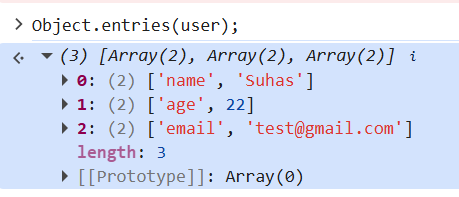 > Object.entries(user);
(3) [Array(2), Array(2), Array(2)] i
0: (2) ['name', 'Suhas']
1: (2) ['age', 22]
2: (2) ['email', 'test@gmail.com']
length: 3
[[Prototype]]: Array(0)